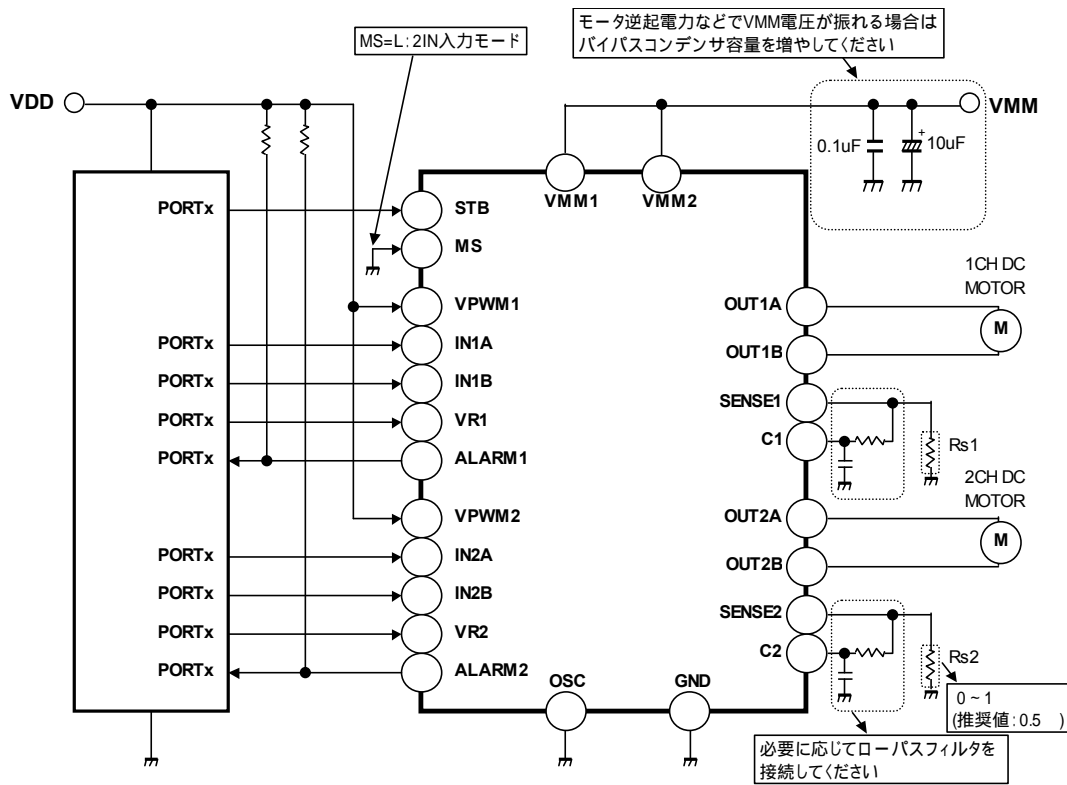 モータ逆起電力などでVMM電圧が振れる場合は
バイパスコンデンサ容量を増やしてください
MS=L:2IN入力モード
VDD
VMM
0.1uF
+
10uF
VMM1
VMM2
PORTx
STB
MS
VPWM1
PORTx
IN1A
PORTx
IN1B
PORTx
VR1
PORTx
ALARM1
VPWM2
PORTx
IN2A
PORTx
IN2B
PORTx
VR2
PORTx
ALARM2
OSC
GND
1CH DC
MOTOR
OUT1A
M
OUT1B
SENSE1
C1
Rs1
2CH DC
MOTOR
OUT2A
M
OUT2B
SENSE2
C2
Rs2
0~1
(推奨値:0.5 )
必要に応じてローパスフィルタを
接続してください